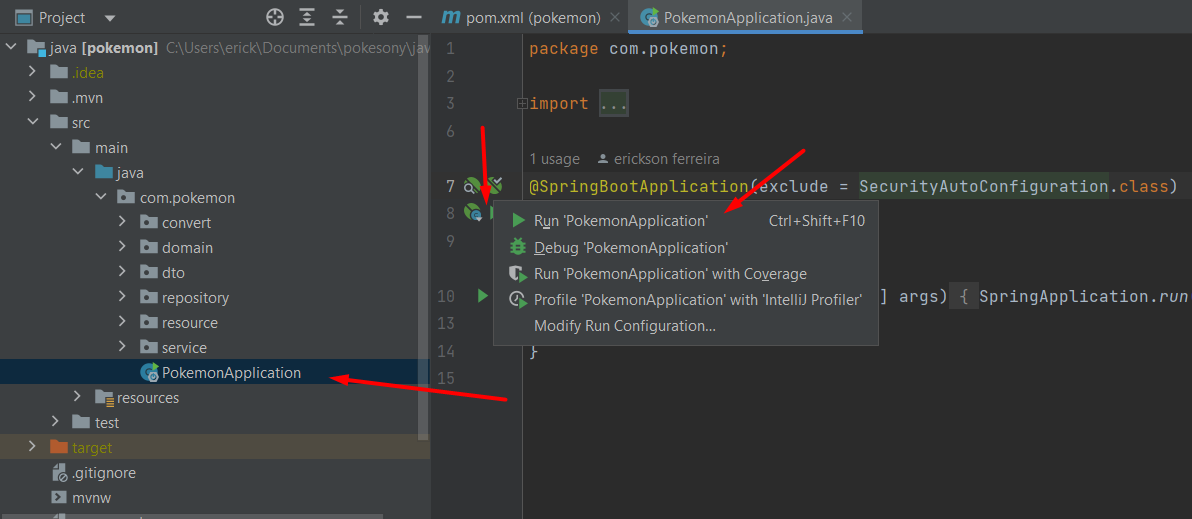 Project
java [pokemon] C:\Users\erick\Documents\pokesony\jav
.idea
.mvn
src
main
java
com.pokemon
convert
domain
dto
repository
resource
service
PokemonApplication
resources
test
target
.gitignore
mvnw
pom.xml (pokemon)
PokemonApplication.java
1 package com.pokemon;
2
3 import ...
6
1 usage erickson ferreira
7 @SpringBootApplication(exclude = SecurityAutoConfiguration.class)
8
9
10 ] args) { SpringApplication.run
13
14 }
15
Run 'PokemonApplication' Ctrl+Shift+F10
Debug 'PokemonApplication'
Run 'PokemonApplication' with Coverage
Profile 'PokemonApplication' with 'IntelliJ Profiler'
Modify Run Configuration...